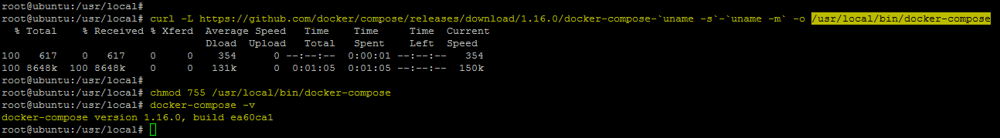 root@ubuntu:/usr/local#
root@ubuntu:/usr/local# curl -L https://github.com/docker/compose/releases/download/1.16.0/docker-compose-`uname -s`-`uname -m` -o /usr/local/bin/docker-compose
  % Total    % Received % Xferd  Average Speed   Time    Time     Time  Current
                                 Dload  Upload   Total   Spent    Left  Speed
100   617    0   617    0     0    354      0 --:--:--  0:00:01 --:--:--   354
100 8648k  100 8648k    0     0   131k      0  0:01:05  0:01:05 --:--:--  150k
root@ubuntu:/usr/local#
root@ubuntu:/usr/local# chmod 755 /usr/local/bin/docker-compose
root@ubuntu:/usr/local# docker-compose -v
docker-compose version 1.16.0, build ea60ca1
root@ubuntu:/usr/local#